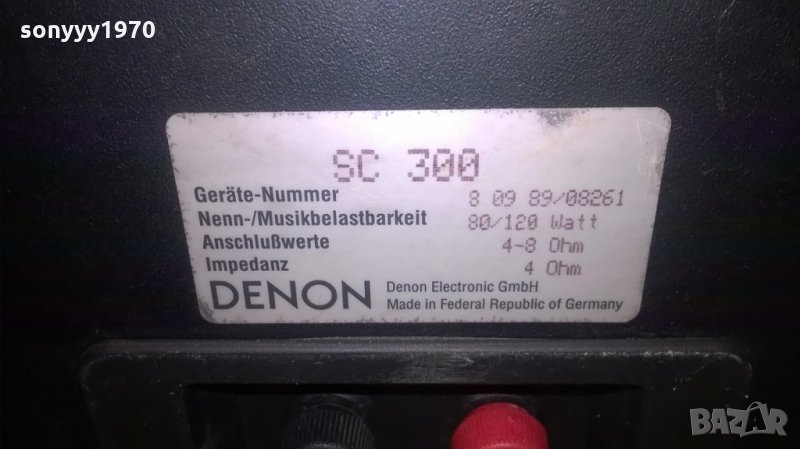 sonyyy1970
SC 300
Geräte-Nummer 8 09 89/08261
Nenn-/Musikbelastbarkeit 80/120 Watt
Anschlußwerte 4-8 Ohm
Impedanz 4 Ohm
DENON Denon Electronic GmbH
Made in Federal Republic of Germany
BAZAR